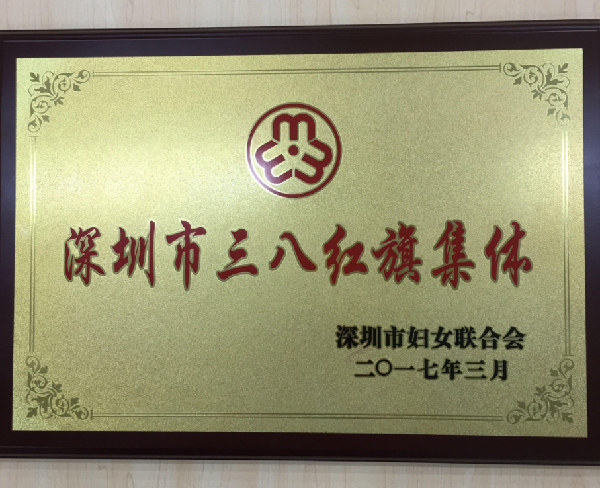 深圳市三八红旗集体
深圳市妇女联合会
二〇一七年三月